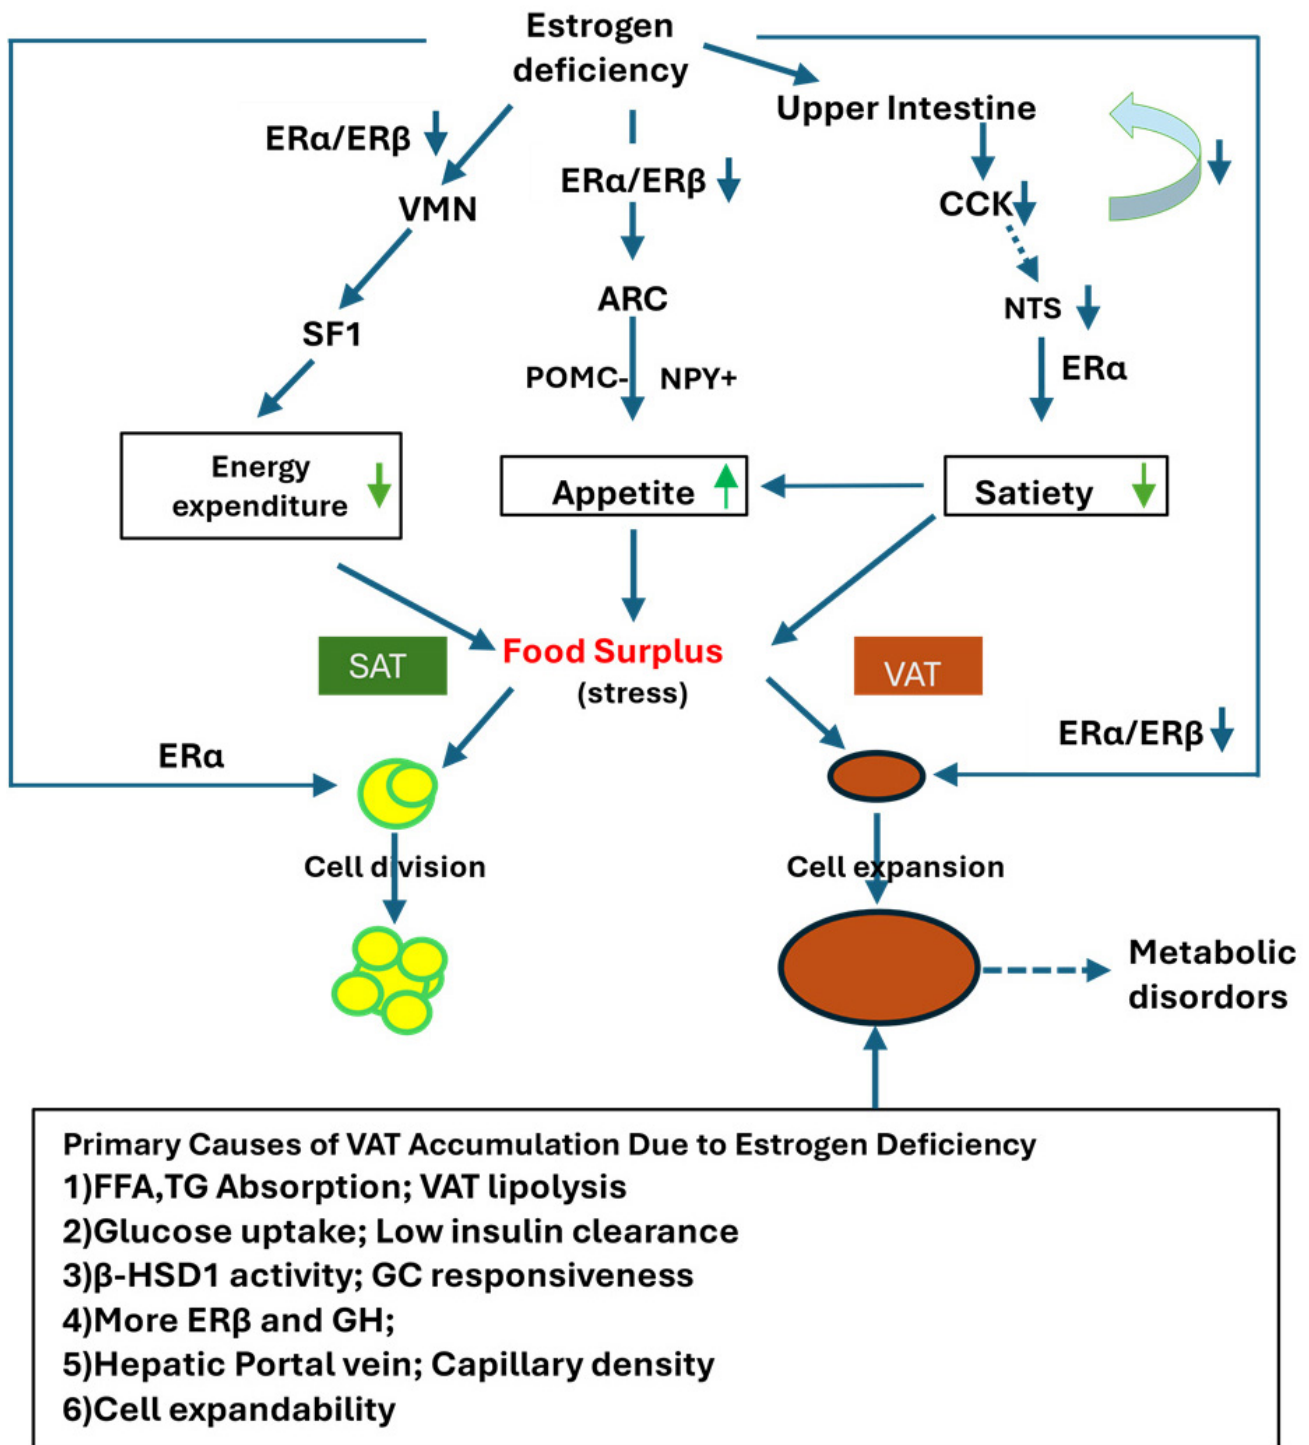 Estrogen
deficiency
Upper Intestine
ERα/ERβ
VMN
ERα/ERβ
CCK
SF1
ARC
NTS
POMC-
NPY+
ERα
Energy
expenditure
Appetite
Satiety
SAT
Food Surplus
(stress)
VAT
ERα
ERα/ERβ
Cell division
Cell expansion
Metabolic
disordors
Primary Causes of VAT Accumulation Due to Estrogen Deficiency
1)FFA,TG Absorption; VAT lipolysis
2)Glucose uptake; Low insulin clearance
3)β-HSD1 activity; GC responsiveness
4)More ERβ and GH;
5)Hepatic Portal vein; Capillary density
6)Cell expandability